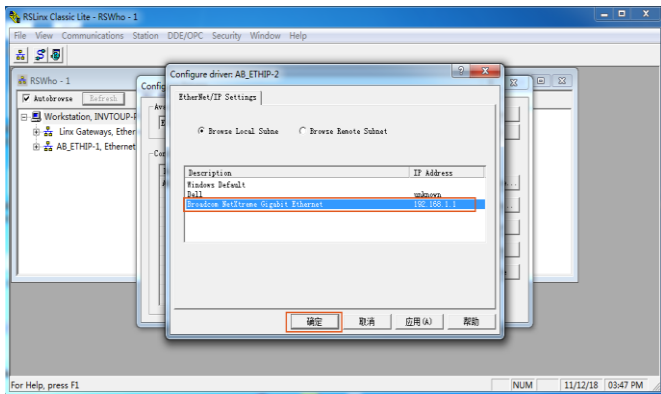 RSLinx Classic Lite - RSWho - 1
File View Communications Station DDE/OPC Security Window Help
RSWho - 1
Autobrowse Refresh
Workstation, INVTOUP-
Linx Gateways, Ether
AB_ETHIP-1, Ethernet
Config
Configure driver: AB_ETHIP-2
EtherNet/IP Settings
Browse Local Subne
Browse Remote Subnet
Description IP Address
Windows Default
Dell unknown
Broadcom NetXtreme Gigabit Ethernet 192.168.1.1
确定 取消 应用(A) 帮助
For Help, press F1
NUM 11/12/18 03:47 PM